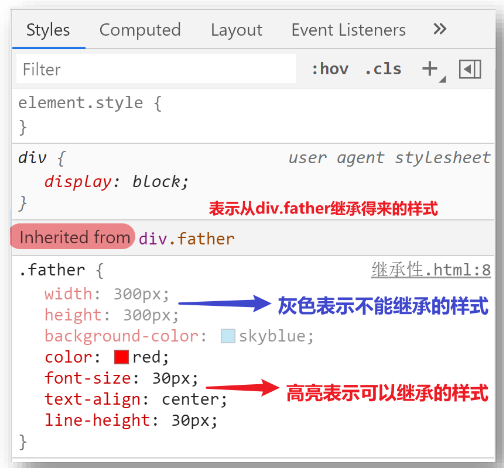 Styles Computed Layout Event Listeners »
Filter :hov .cls +
element.style {
}
div { user agent stylesheet
display: block;
}
表示从div.father继承得来的样式
Inherited from div.father
.father { 继承性.html:8
width: 300px;
height: 300px;
灰色表示不能继承的样式
background-color: skyblue;
color: red;
font-size: 30px;
text-align: center;
高亮表示可以继承的样式
line-height: 30px;
}